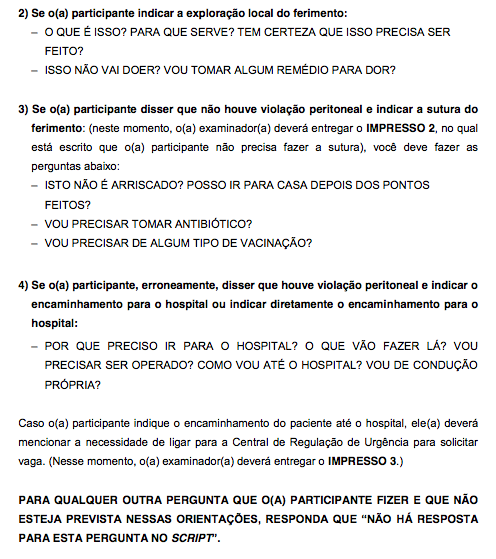 2) Se o(a) participante indicar a exploração local do ferimento:
– O QUE É ISSO? PARA QUE SERVE? TEM CERTEZA QUE ISSO PRECISA SER
FEITO?
– ISSO NÃO VAI DOER? VOU TOMAR ALGUM REMÉDIO PARA DOR?
3) Se o(a) participante disser que não houve violação peritoneal e indicar a sutura do
ferimento: (neste momento, o(a) examinador(a) deverá entregar o IMPRESSO 2, no qual
está escrito que o(a) participante não precisa fazer a sutura), você deve fazer as
perguntas abaixo:
– ISTO NÃO É ARRISCADO? POSSO IR PARA CASA DEPOIS DOS PONTOS
FEITOS?
– VOU PRECISAR TOMAR ANTIBIÓTICO?
– VOU PRECISAR DE ALGUM TIPO DE VACINAÇÃO?
4) Se o(a) participante, erroneamente, disser que houve violação peritoneal e indicar o
encaminhamento para o hospital ou indicar diretamente o encaminhamento para o
hospital:
– POR QUE PRECISO IR PARA O HOSPITAL? O QUE VÃO FAZER LÁ? VOU
PRECISAR SER OPERADO? COMO VOU ATÉ O HOSPITAL? VOU DE CONDUÇÃO
PRÓPRIA?
Caso o(a) participante indique o encaminhamento do paciente até o hospital, ele(a) deverá
mencionar a necessidade de ligar para a Central de Regulação de Urgência para solicitar
vaga. (Nesse momento, o(a) examinador(a) deverá entregar o IMPRESSO 3.)
PARA QUALQUER OUTRA PERGUNTA QUE O(A) PARTICIPANTE FIZER E QUE NÃO
ESTEJA PREVISTA NESSAS ORIENTAÇÕES, RESPONDA QUE “NÃO HÁ RESPOSTA
PARA ESTA PERGUNTA NO SCRIPT”.